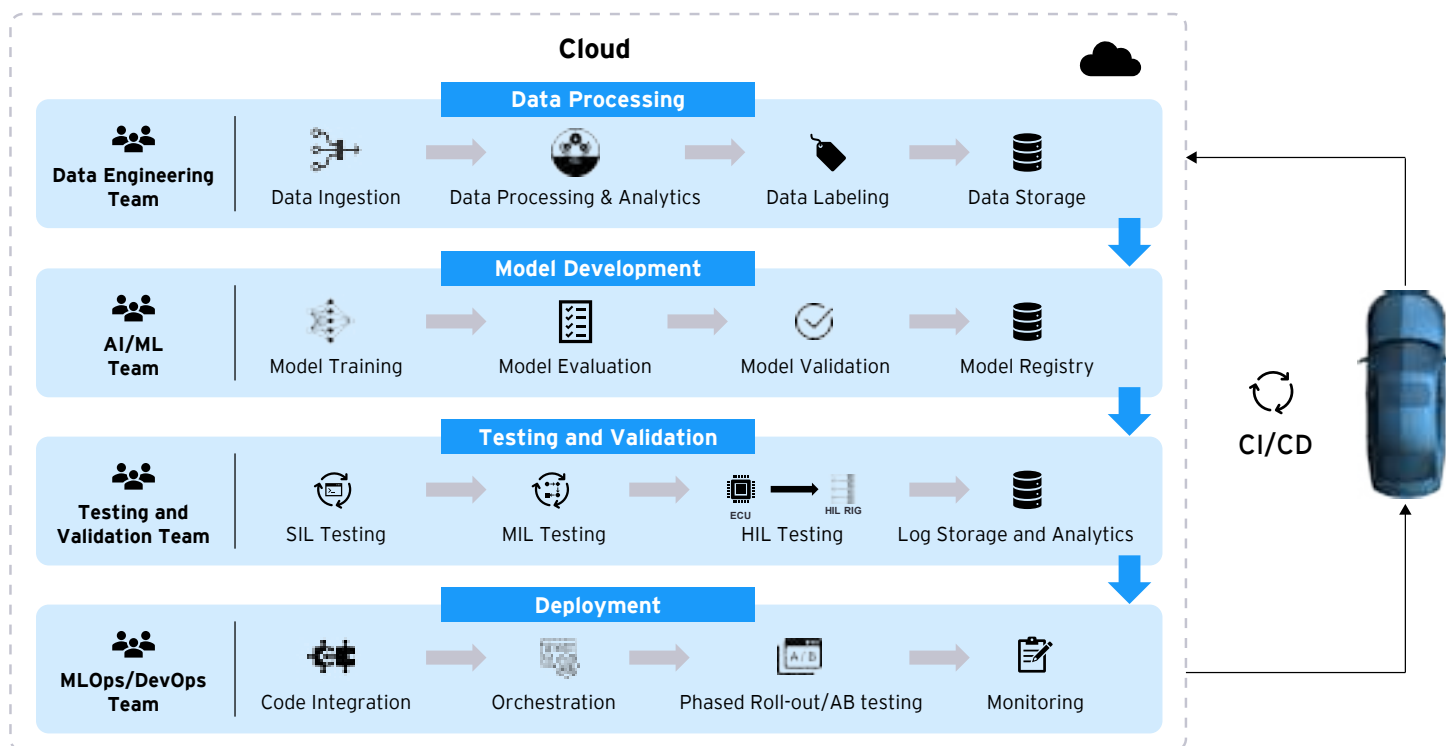 Cloud
Data Processing
Data Engineering
Team
Data Ingestion
Data Processing & Analytics
Data Labeling
Data Storage
Model Development
AI/ML
Team
Model Training
Model Evaluation
Model Validation
Model Registry
CI/CD
Testing and Validation
Testing and
Validation Team
SIL Testing
MIL Testing
ECU
HIL RIG
HIL Testing
Log Storage and Analytics
Deployment
MLOps/DevOps
Team
Code Integration
Orchestration
A/B
Phased Roll-out/AB testing
Monitoring